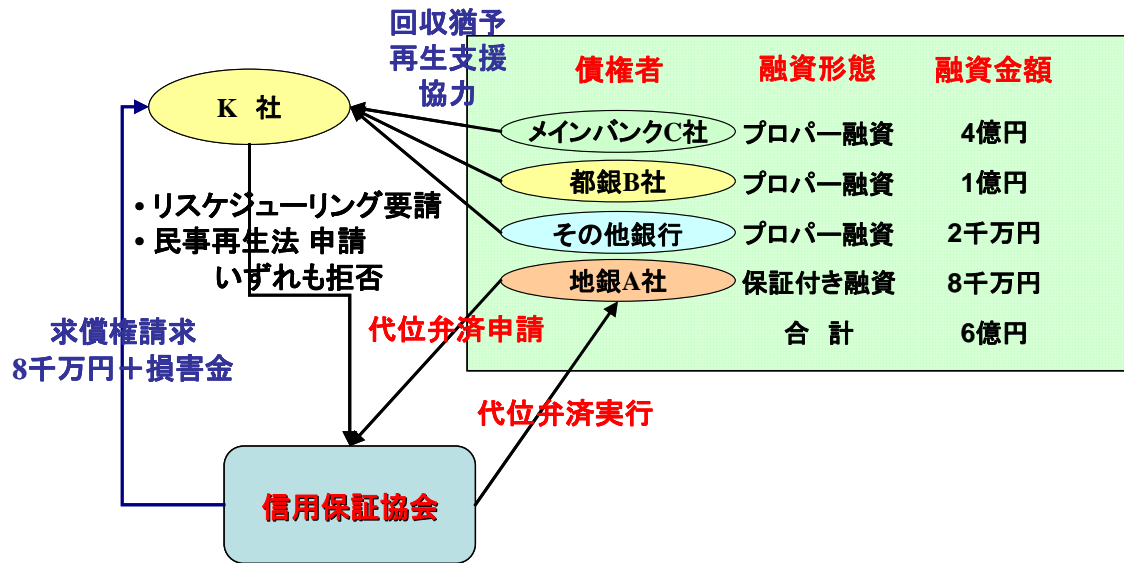 回収猶予
再生支援
協力
K 社
債権者 融資形態 融資金額
メインバンクC社 プロパー融資 4億円
都銀B社 プロパー融資 1億円
その他銀行 プロパー融資 2千万円
地銀A社 保証付き融資 8千万円
合 計 6億円
• リスケジューリング要請
• 民事再生法 申請
いずれも拒否
求償権請求
8千万円＋損害金
代位弁済申請
代位弁済実行
信用保証協会